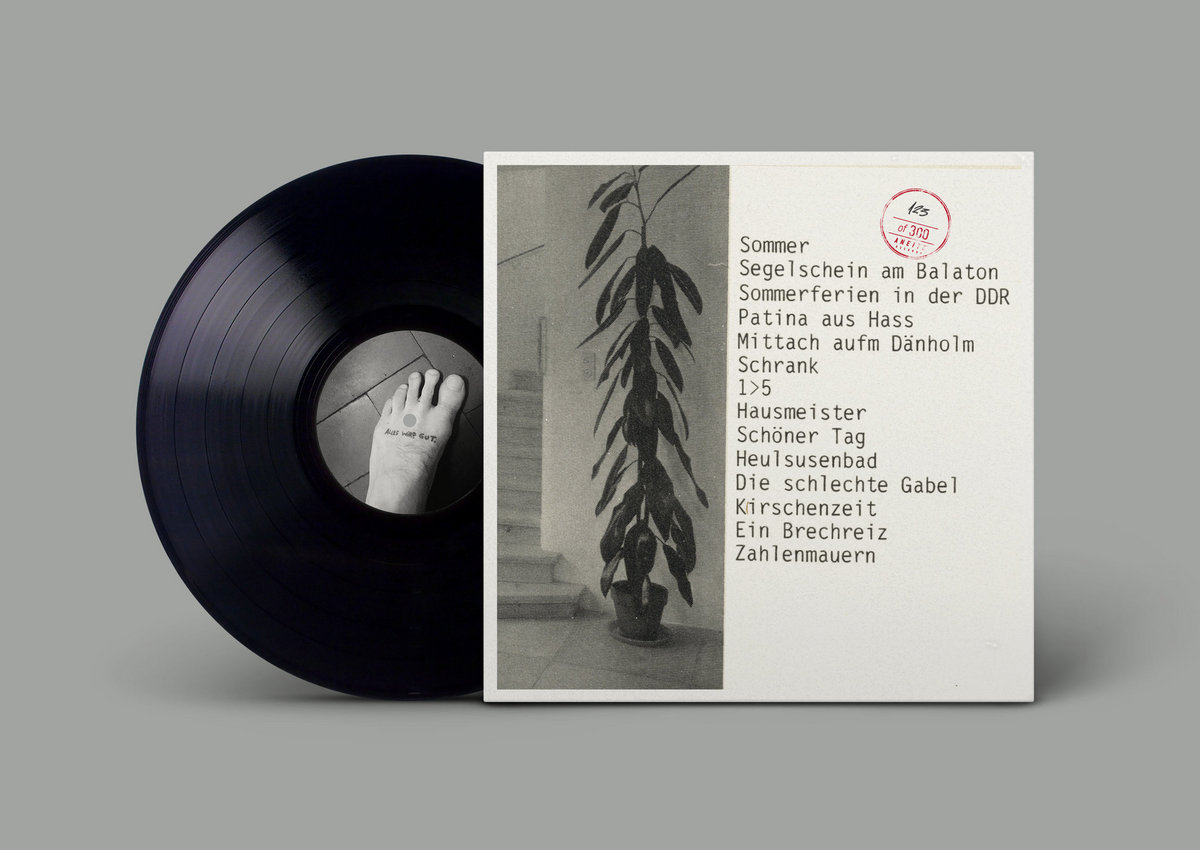 ALLES WIRD GUT.
123
of 300
Sommer
Segelschein am Balaton
Sommerferien in der DDR
Patina aus Hass
Mittach aufm Dänholm
Schrank
1>5
Hausmeister
Schöner Tag
Heulsusenbad
Die schlechte Gabel
Kirschenzeit
Ein Brechreiz
Zahlenmauern